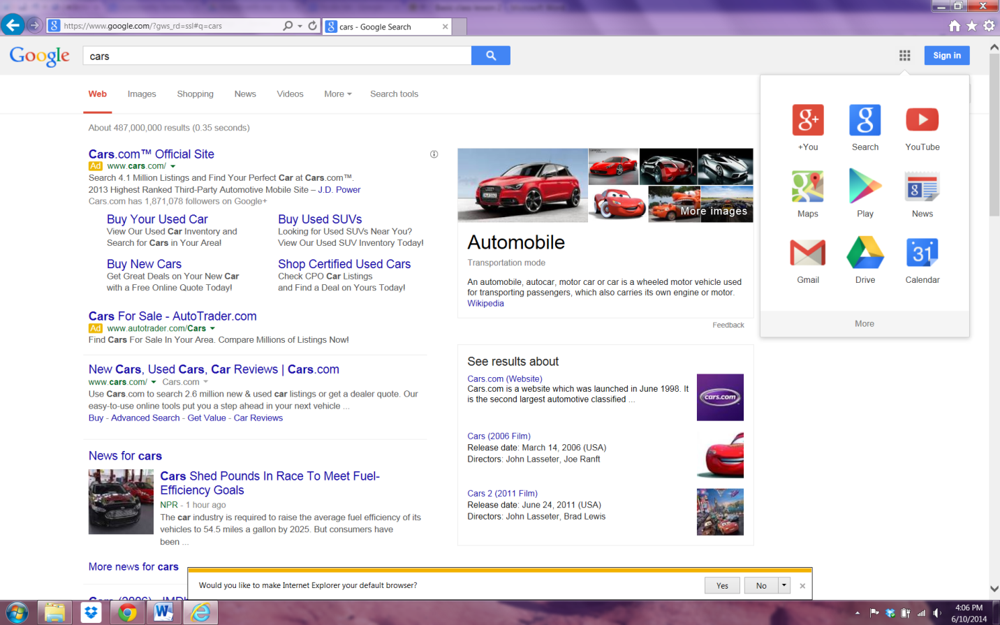 https://www.google.com/?gws_rd=ssl#q=cars
cars - Google Search
Google
cars
Sign in
Web Images Shopping News Videos More Search tools
About 487,000,000 results (0.35 seconds)
Cars.com™ Official Site
Ad www.cars.com/
Search 4.1 Million Listings and Find Your Perfect Car at Cars.com™.
2013 Highest Ranked Third-Party Automotive Mobile Site – J.D. Power
Cars.com has 1,871,078 followers on Google+
Buy Your Used Car
View Our Used Car Inventory and
Search for Cars in Your Area!
Buy Used SUVs
Looking for Used SUVs Near You?
View Our Used SUV Inventory Today!
Buy New Cars
Get Great Deals on Your New Car
with a Free Online Quote Today!
Shop Certified Used Cars
Check CPO Car Listings
and Find a Deal on Yours Today!
Cars For Sale - AutoTrader.com
Ad www.autotrader.com/Cars
Find Cars For Sale In Your Area. Compare Millions of Listings Now!
New Cars, Used Cars, Car Reviews | Cars.com
www.cars.com/ Cars.com
Use Cars.com to search 2.6 million new & used car listings or get a dealer quote. Our
easy-to-use online tools put you a step ahead in your next vehicle ...
Buy - Advanced Search - Get Value - Car Reviews
News for cars
Cars Shed Pounds In Race To Meet Fuel-
Efficiency Goals
NPR - 1 hour ago
The car industry is required to raise the average fuel efficiency of its
vehicles to 54.5 miles a gallon by 2025. But consumers have
been ...
More news for cars
More images
Automobile
Transportation mode
An automobile, autocar, motor car or car is a wheeled motor vehicle used
for transporting passengers, which also carries its own engine or motor.
Wikipedia
Feedback
See results about
Cars.com (Website)
Cars.com is a website which was launched in June 1998. It
is the second largest automotive classified ...
cars.com
Cars (2006 Film)
Release date: March 14, 2006 (USA)
Directors: John Lasseter, Joe Ranft
Cars 2 (2011 Film)
Release date: June 24, 2011 (USA)
Directors: John Lasseter, Brad Lewis
+You Search YouTube
Maps Play News
31
Gmail Drive Calendar
More
Would you like to make Internet Explorer your default browser?
Yes No
4:06 PM
6/10/2014